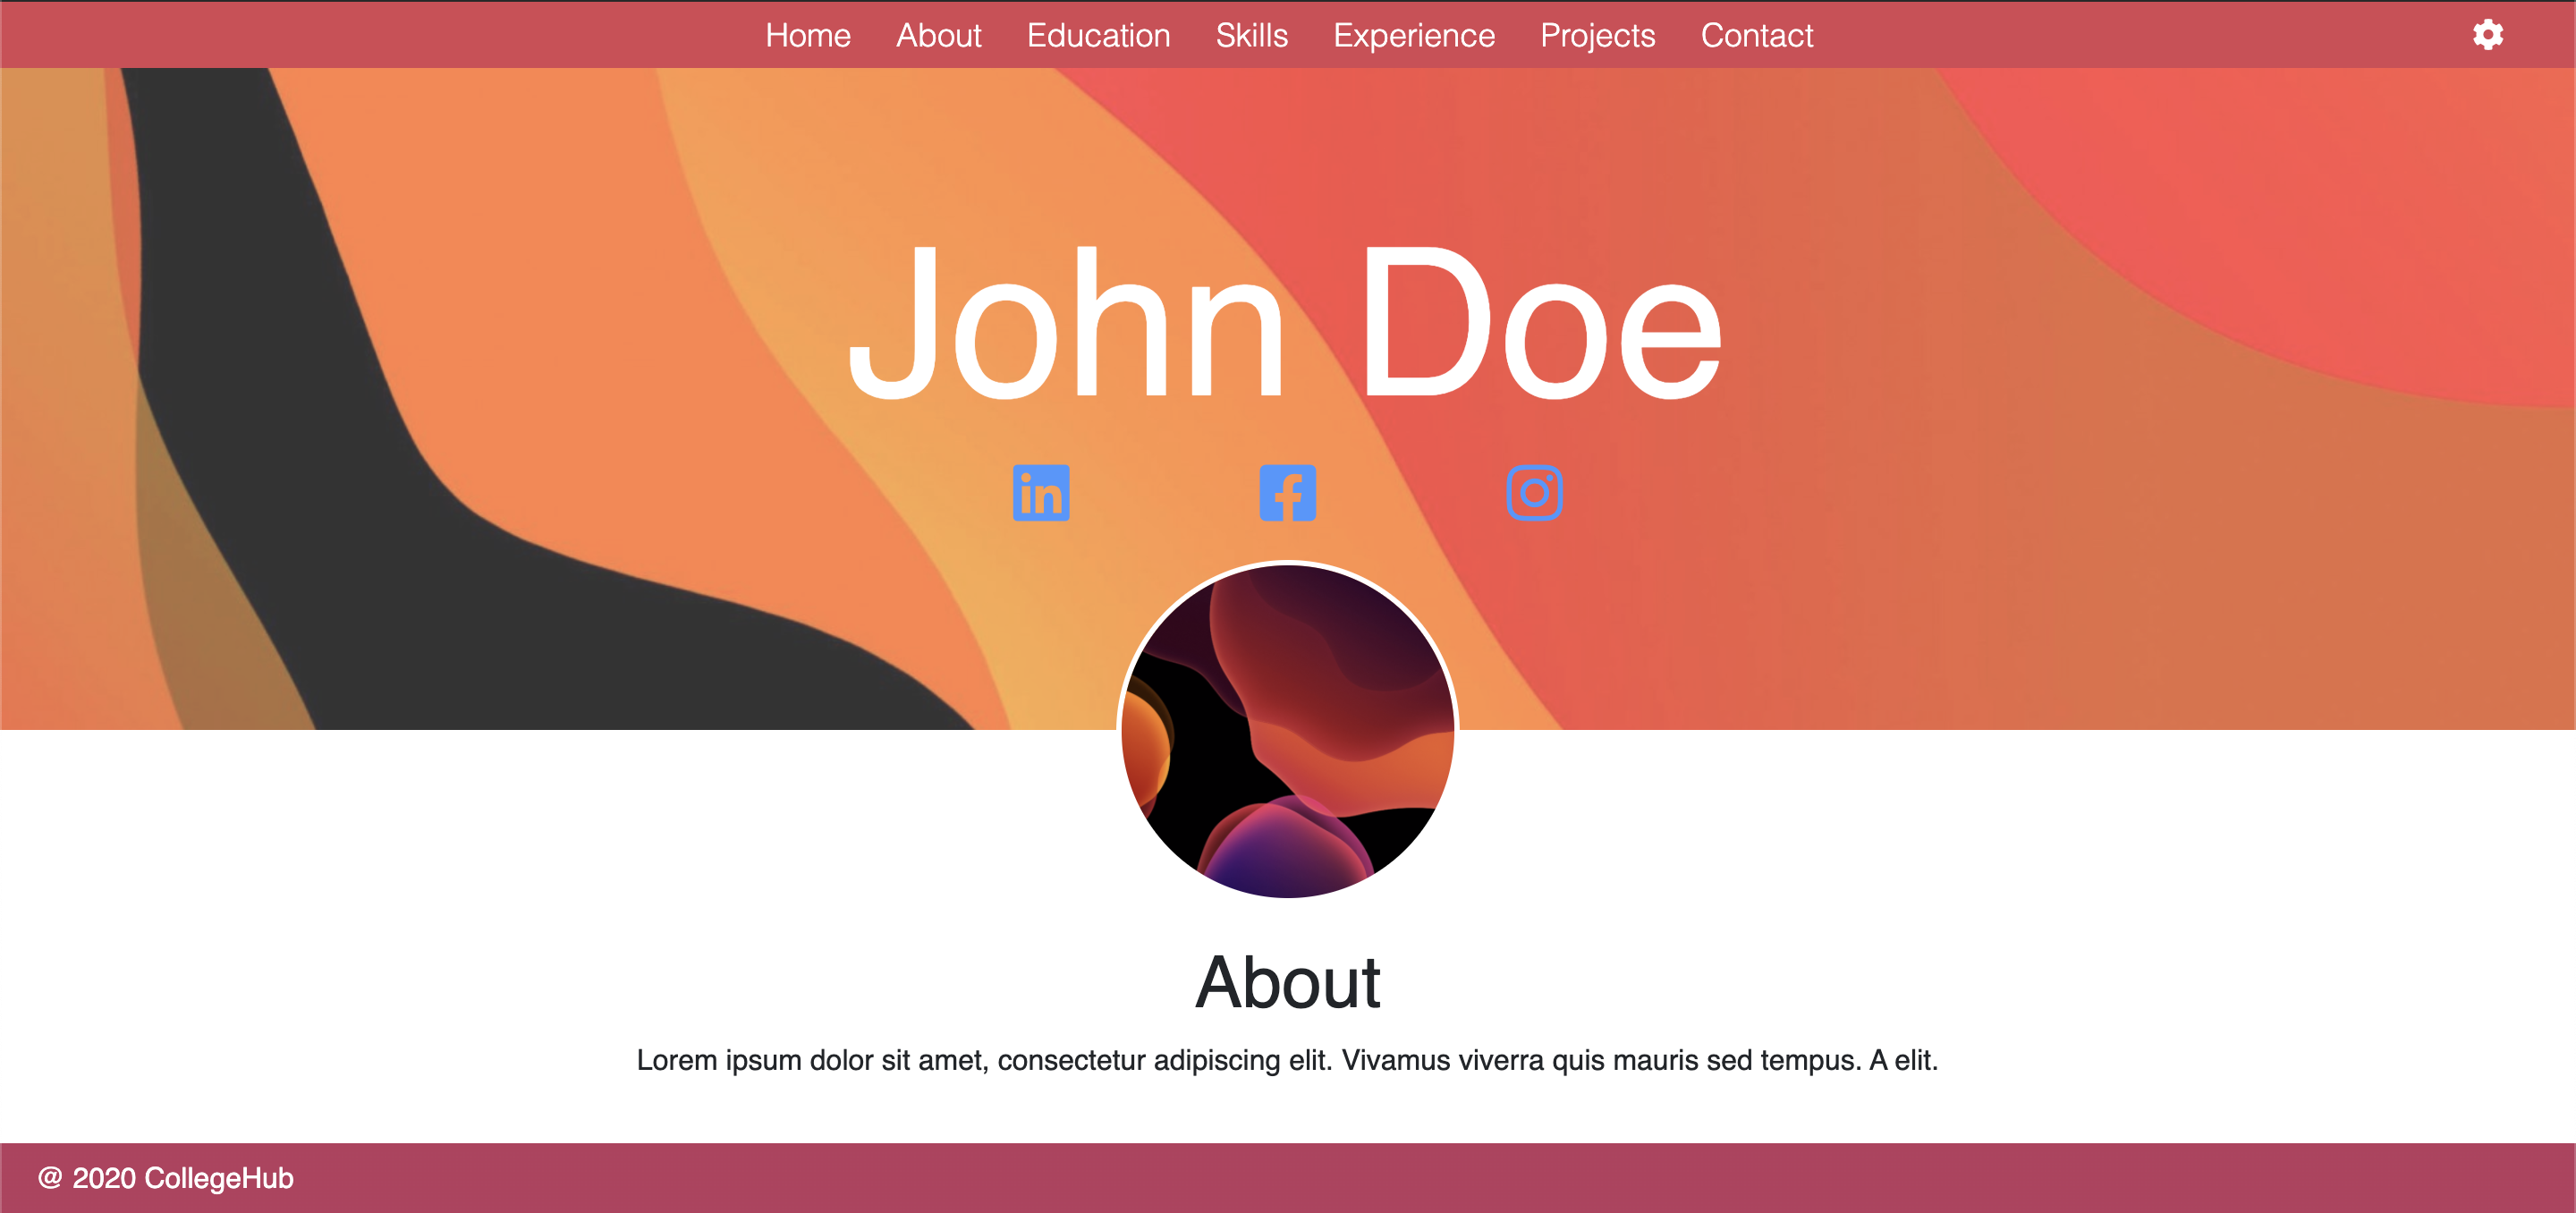 Home About Education Skills Experience Projects Contact
John Doe
in f
About
Lorem ipsum dolor sit amet, consectetur adipiscing elit. Vivamus viverra quis mauris sed tempus. A elit.
@ 2020 CollegeHub